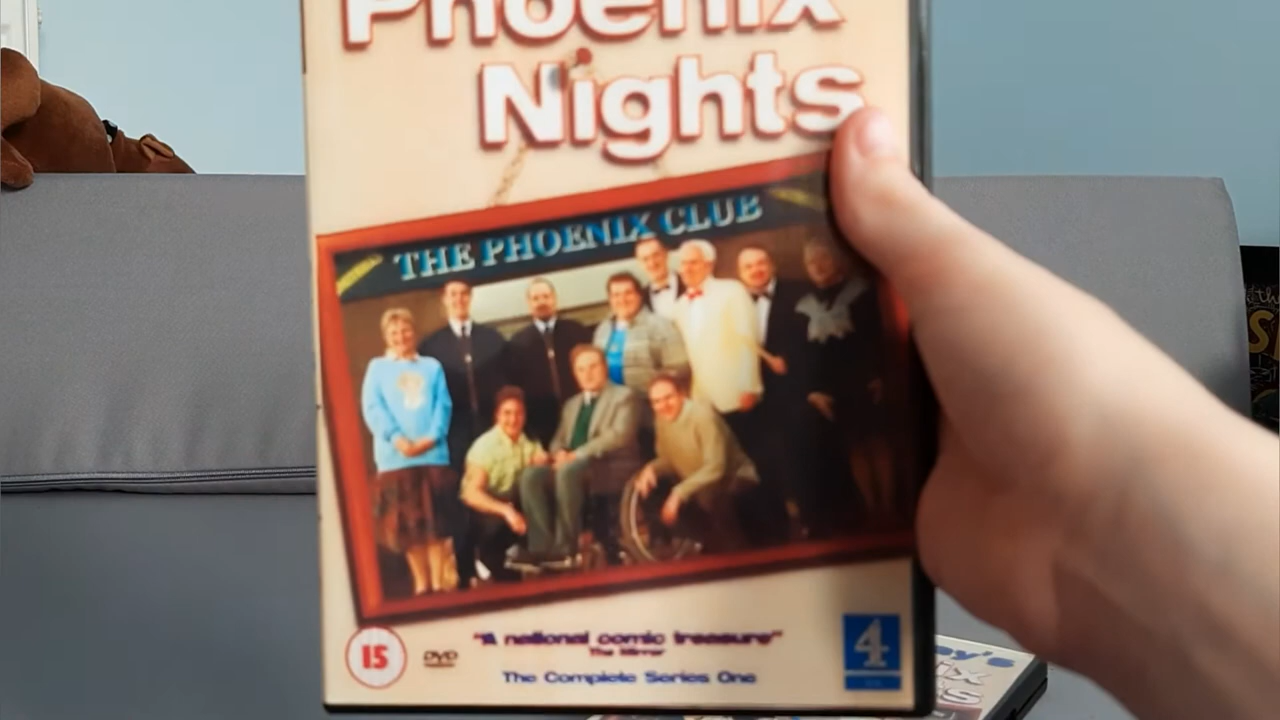 Phoenix
Nights
THE PHOENIX CLUB
15
DVD
"A national comic treasure"
The Mirror
The Complete Series One
4